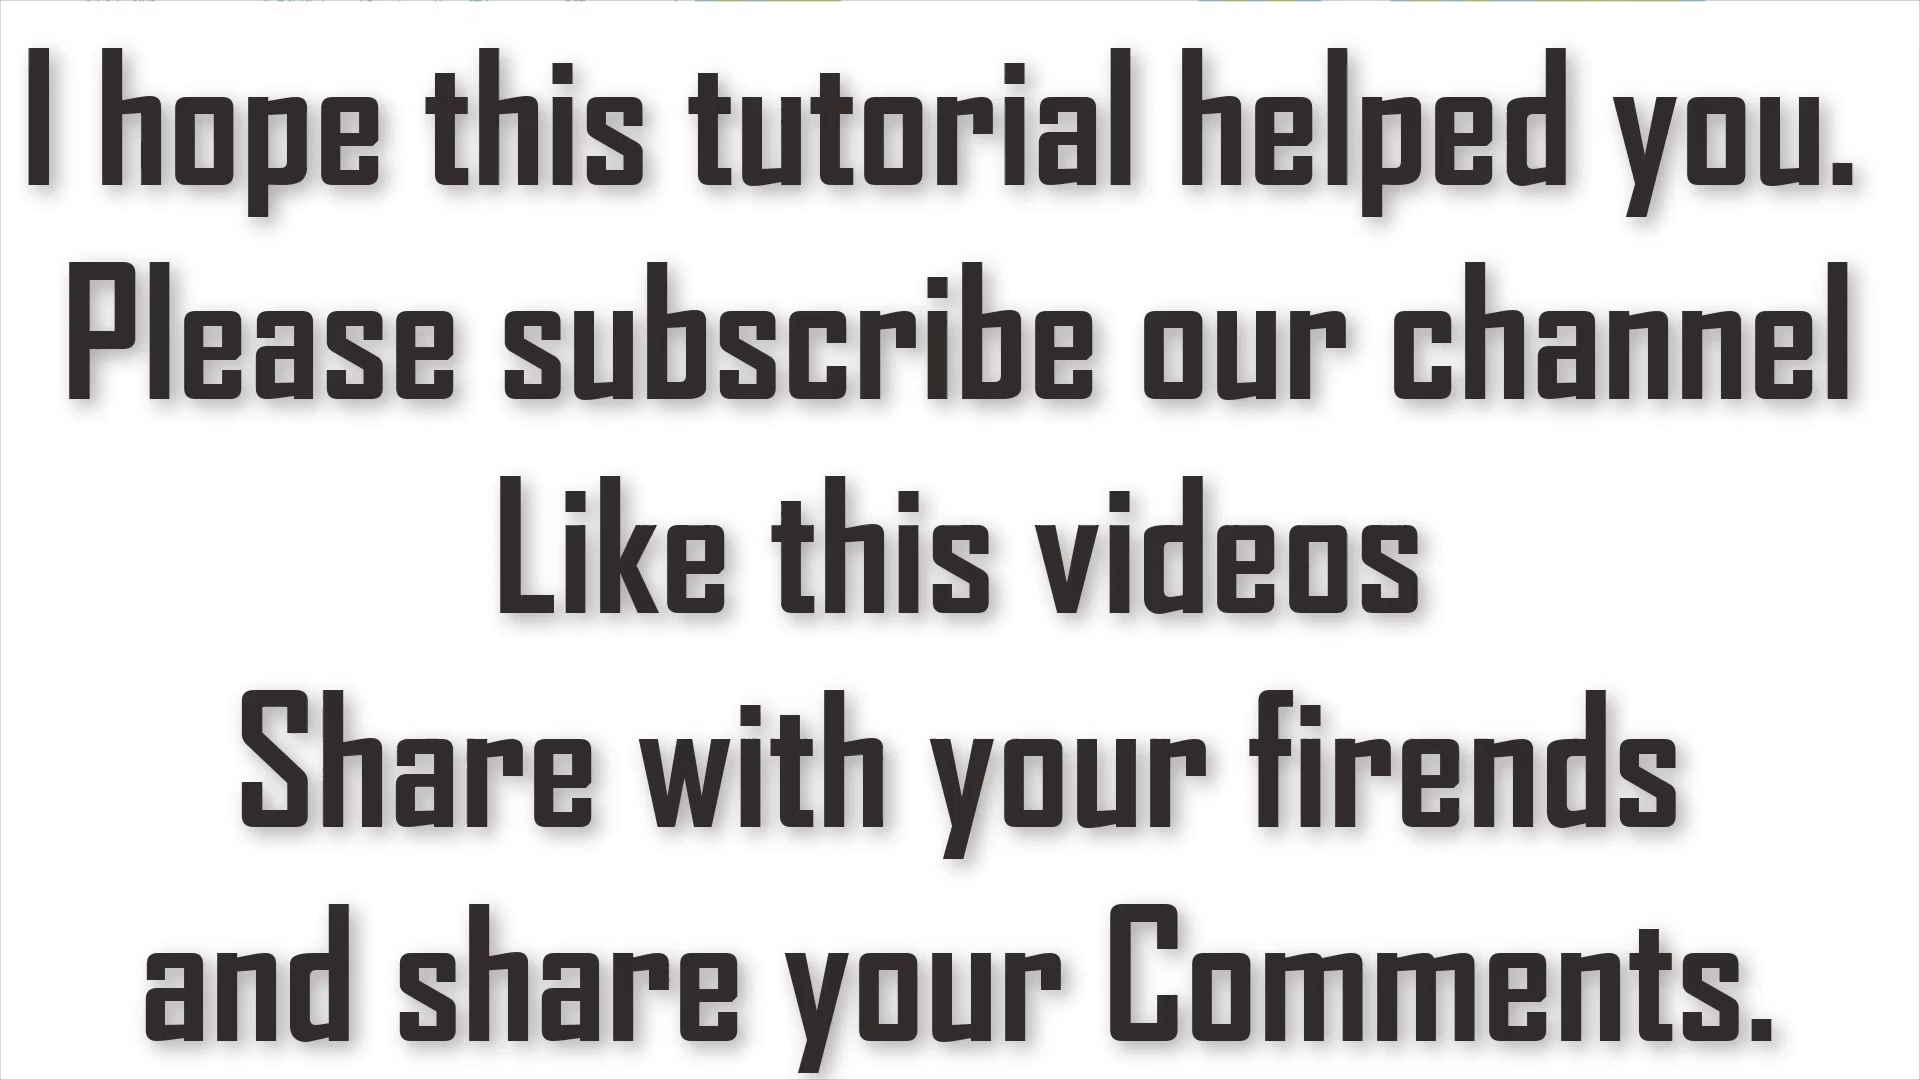 I hope this tutorial helped you.
Please subscribe our channel
Like this videos
Share with your firends
and share your Comments.